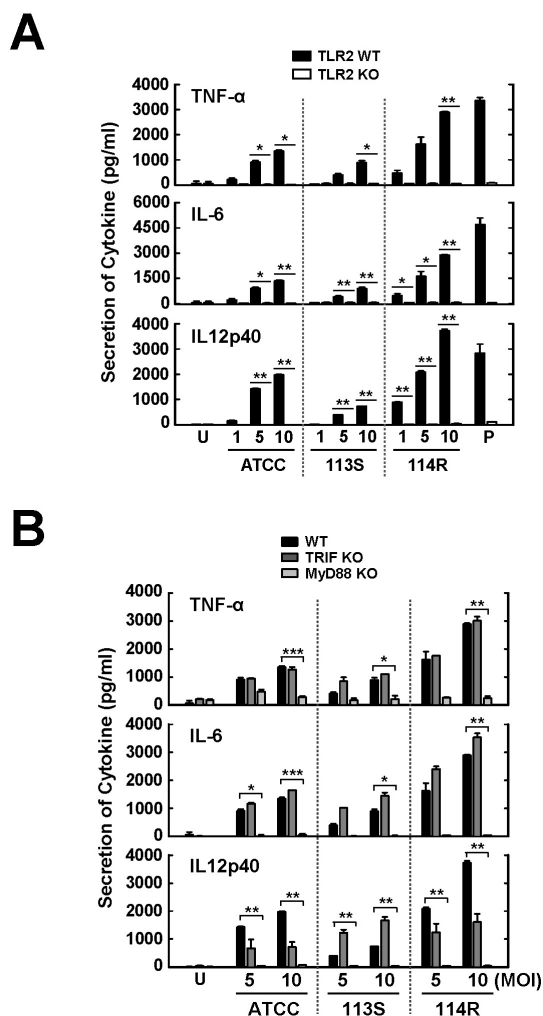 A
TLR2 WT
TLR2 KO
Secretion of Cytokine (pg/ml)
TNF-α
4000
3000
2000
1000
0
* * * **
IL-6
6000
4500
3000
1500
0
* ** ** ** * * **
IL12p40
4000
3000
2000
1000
0
** ** ** ** ** ** **
U 1 5 10 1 5 10 1 5 10 P
ATCC 113S 114R
B
WT
TRIF KO
MyD88 KO
Secretion of Cytokine (pg/ml)
TNF-α
4000
3000
2000
1000
0
*** * **
IL-6
4000
3000
2000
1000
0
* *** * **
IL12p40
4000
3000
2000
1000
0
** ** ** ** ** **
U 5 10 5 10 5 10 (MOI)
ATCC 113S 114R